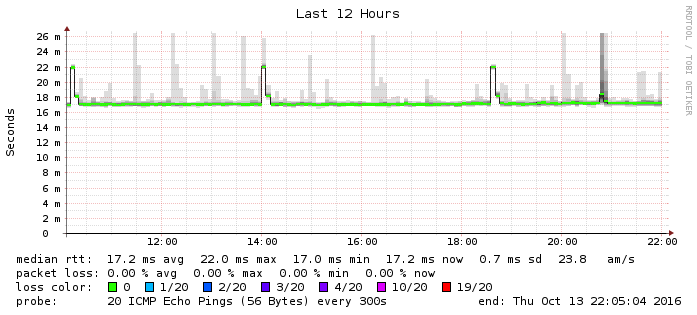 Last 12 Hours
RRDTOOL / TOBI OETIKER
Seconds
26 m
24 m
22 m
20 m
18 m
16 m
14 m
12 m
10 m
8 m
6 m
4 m
2 m
0
12:00 14:00 16:00 18:00 20:00 22:00
median rtt: 17.2 ms avg 22.0 ms max 17.0 ms min 17.2 ms now 0.7 ms sd 23.8 am/s
packet loss: 0.00 % avg 0.00 % max 0.00 % min 0.00 % now
loss color: 0 1/20 2/20 3/20 4/20 10/20 19/20
probe: 20 ICMP Echo Pings (56 Bytes) every 300s end: Thu Oct 13 22:05:04 2016